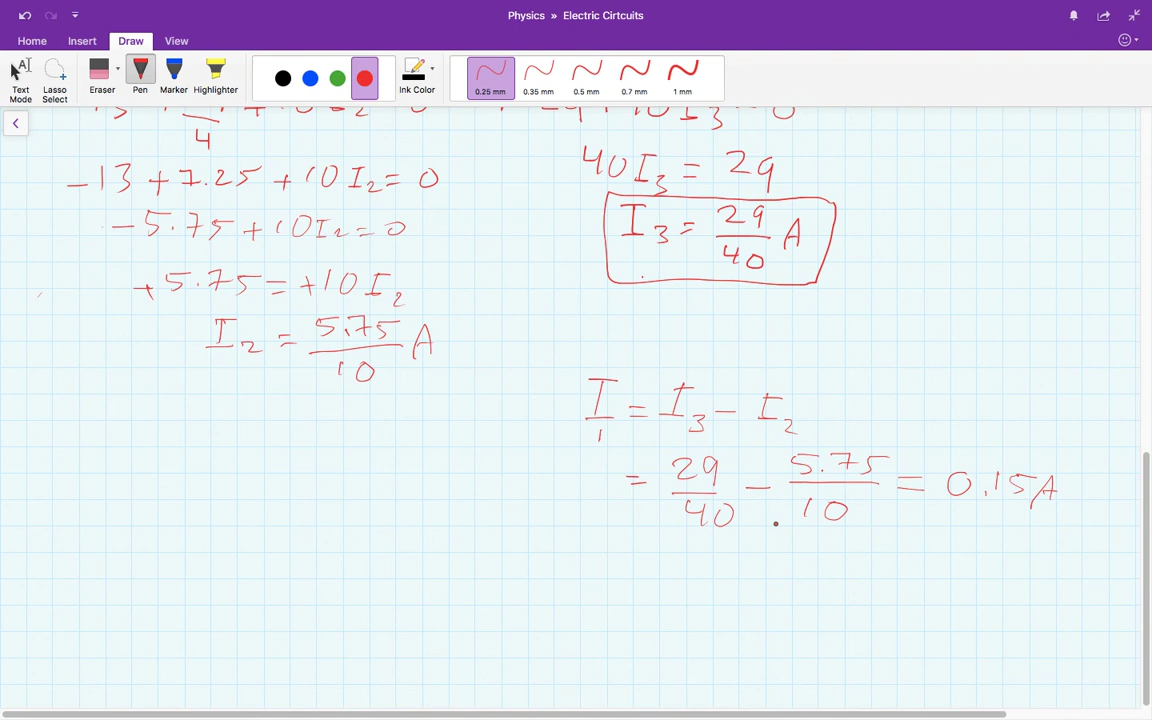 Physics » Electric Cirtcuits
Home Insert Draw View
Text Mode
Lasso Select
Eraser
Pen
Marker
Highlighter
Ink Color
0.25 mm 0.35 mm 0.5 mm 0.7 mm 1 mm
4
-13 + 7.25 + 10I₂ = 0
-5.75 + 10I₂ = 0
+5.75 = +10I₂
I₂ = 5.75/10 A
40I₃ = 29
I₃ = 29/40 A
I₁ = I₃ - I₂
= 29/40 - 5.75/10 = 0.15A